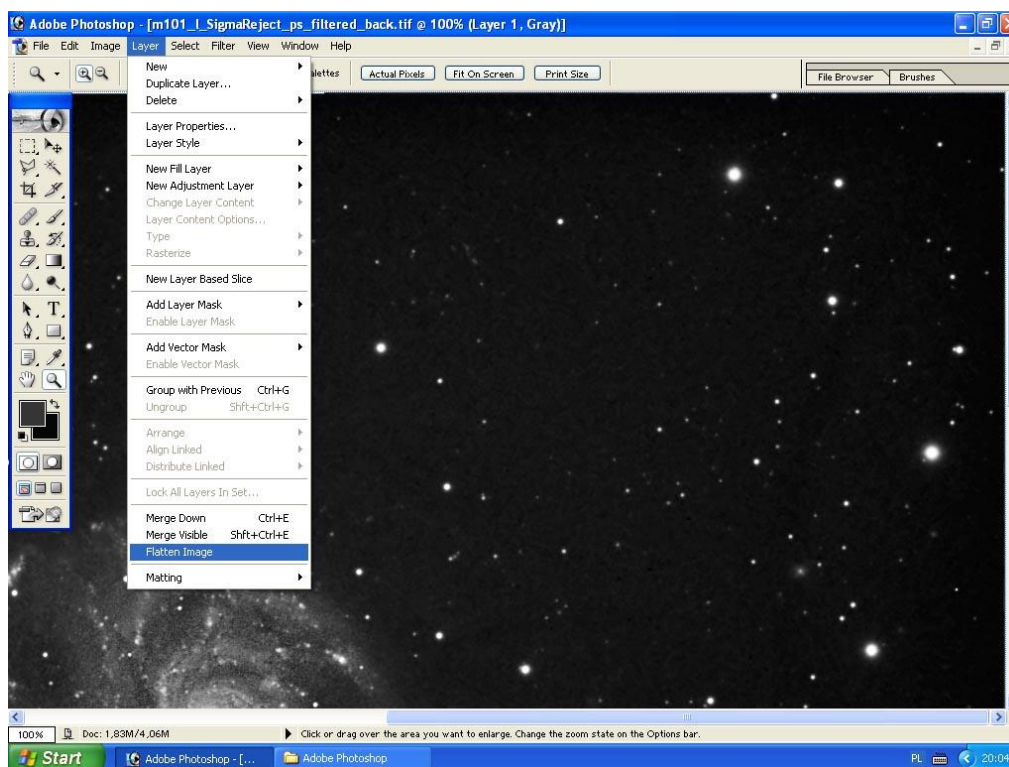 Adobe Photoshop - [m101_l_SigmaReject_ps_filtered_back.tif @ 100% (Layer 1 , Gray)]
File Edit Image Layer Select Filter View Window Help
alettes Actual Pixels Fit On Screen Print Size File Browser Brushes
New
Duplicate Layer...
Delete
Layer Properties...
Layer Style
New Fill Layer
New Adjustment Layer
Change Layer Content
Layer Content Options...
Type
Rasterize
New Layer Based Slice
Add Layer Mask
Enable Layer Mask
Add Vector Mask
Enable Vector Mask
Group with Previous Ctrl+G
Ungroup Shft+Ctrl+G
Arrange
Align Linked
Distribute Linked
Lock All Layers In Set...
Merge Down Ctrl+E
Merge Visible Shft+Ctrl+E
Flatten Image
Matting
T
100% Doc: 1,83M/4,06M Click or drag over the area you want to enlarge. Change the zoom state on the Options bar.
Start Adobe Photoshop - [... Adobe Photoshop PL 20:04